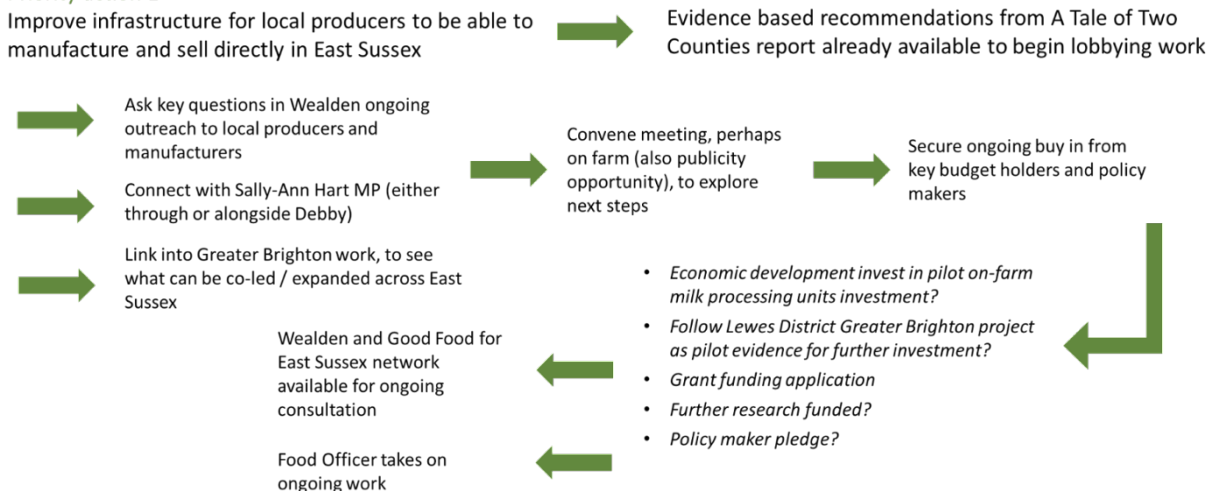 Improve infrastructure for local producers to be able to
manufacture and sell directly in East Sussex
Evidence based recommendations from A Tale of Two
Counties report already available to begin lobbying work
Ask key questions in Wealden ongoing
outreach to local producers and
manufacturers
Connect with Sally-Ann Hart MP (either
through or alongside Debby)
Link into Greater Brighton work, to see
what can be co-led / expanded across East
Sussex
Convene meeting, perhaps
on farm (also publicity
opportunity), to explore
next steps
Secure ongoing buy in from
key budget holders and policy
makers
• Economic development invest in pilot on-farm
milk processing units investment?
• Follow Lewes District Greater Brighton project
as pilot evidence for further investment?
• Grant funding application
• Further research funded?
• Policy maker pledge?
Wealden and Good Food for
East Sussex network
available for ongoing
consultation
Food Officer takes on
ongoing work